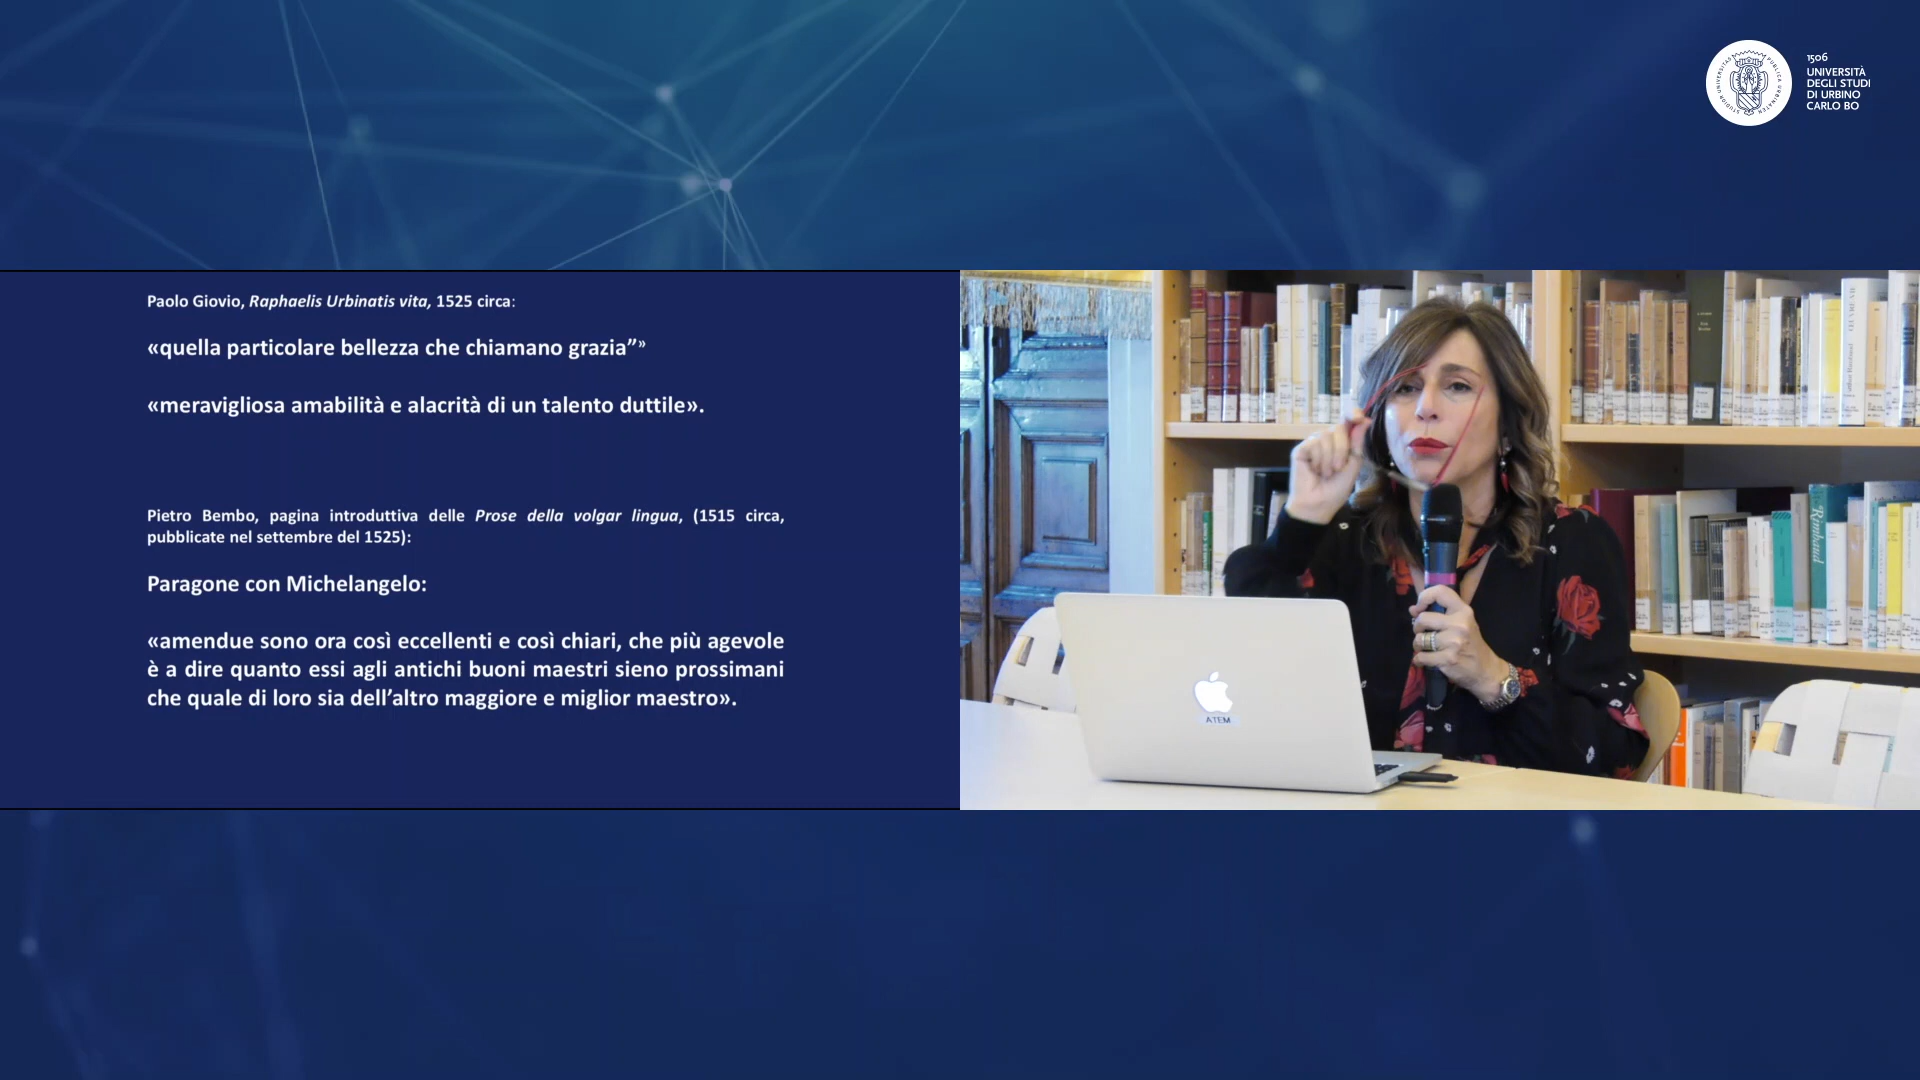 1506
UNIVERSITÀ
DEGLI STUDI
DI URBINO
CARLO BO
Paolo Giovio, Raphaelis Urbinatis vita, 1525 circa:
«quella particolare bellezza che chiamano grazia”»
«meravigliosa amabilità e alacrità di un talento duttile».
Pietro Bembo, pagina introduttiva delle Prose della volgar lingua, (1515 circa,
pubblicate nel settembre del 1525):
Paragone con Michelangelo:
«amendue sono ora così eccellenti e così chiari, che più agevole
è a dire quanto essi agli antichi buoni maestri sieno prossimani
che quale di loro sia dell’altro maggiore e miglior maestro».
ATEM
Rimbaud